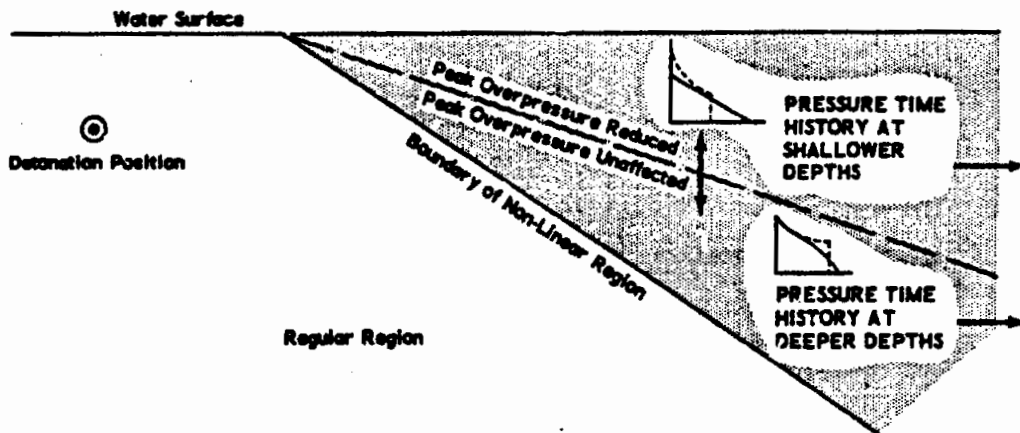 Water Surface
Detonation Position
Peak Overpressure Reduced
Peak Overpressure Unaffected
Boundary of Non-Linear Region
Regular Region
PRESSURE TIME
HISTORY AT
SHALLOWER
DEPTHS
PRESSURE TIME
HISTORY AT
DEEPER DEPTHS